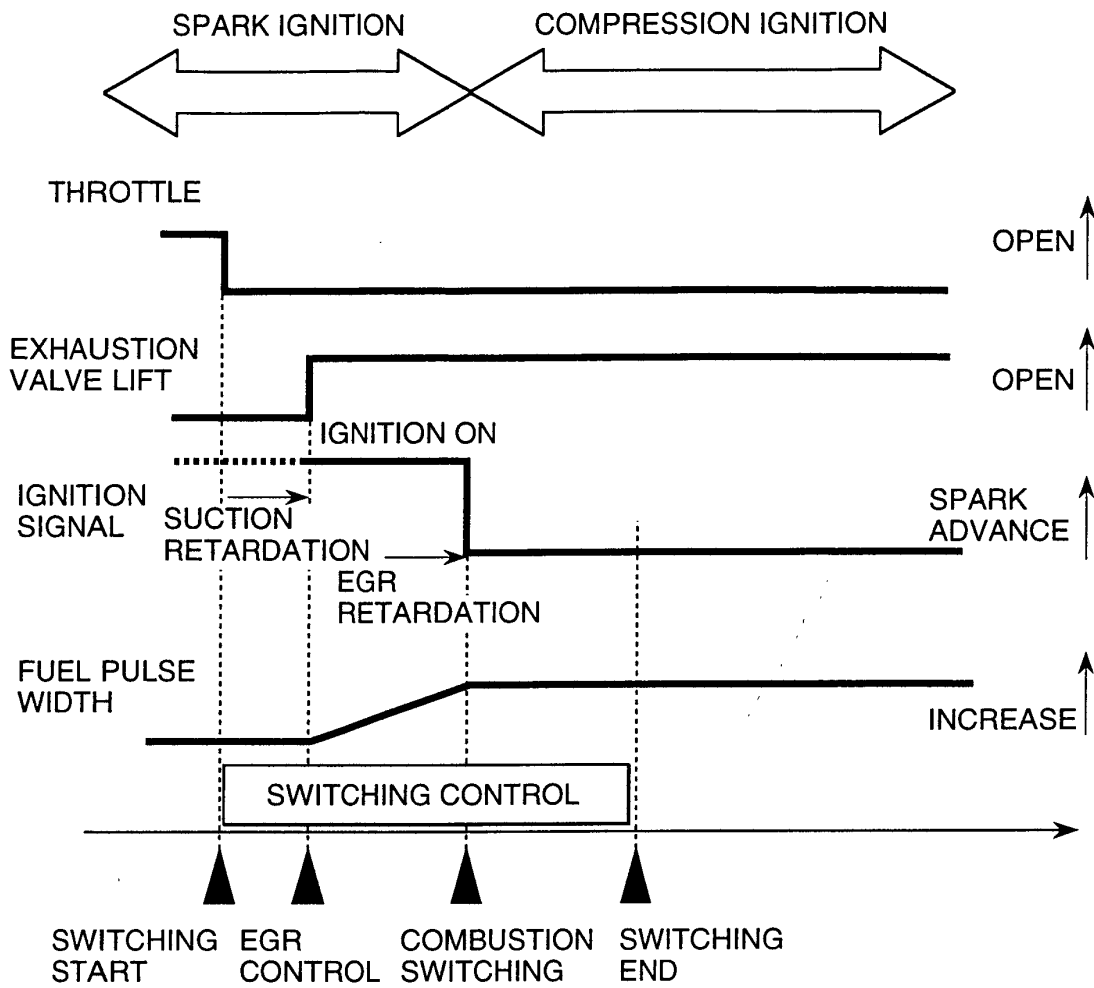 SPARK IGNITION
COMPRESSION IGNITION
THROTTLE
OPEN
EXHAUSTION
VALVE LIFT
OPEN
IGNITION ON
IGNITION
SIGNAL
SUCTION
RETARDATION
SPARK
ADVANCE
EGR
RETARDATION
FUEL PULSE
WIDTH
INCREASE
SWITCHING CONTROL
SWITCHING
START
EGR
CONTROL
COMBUSTION
SWITCHING
SWITCHING
END